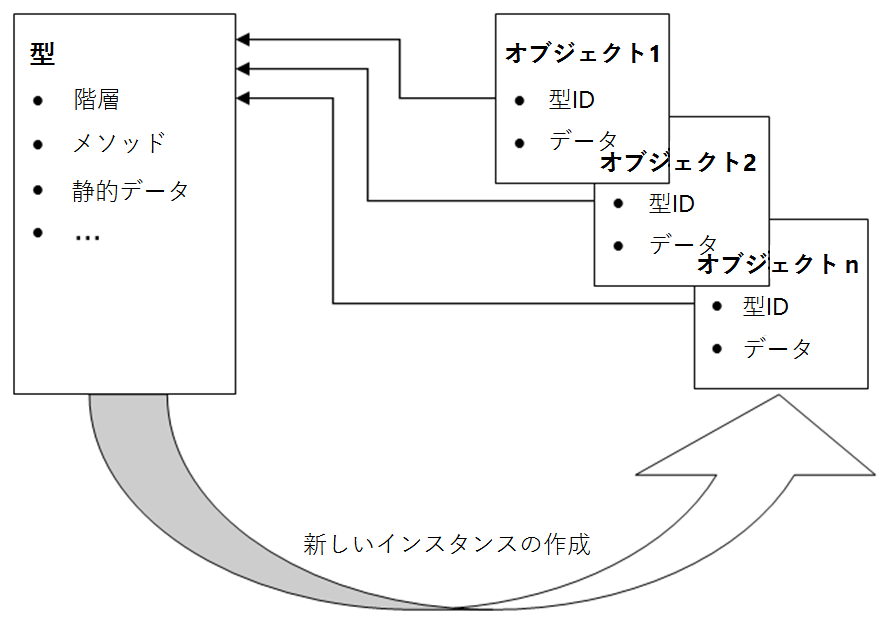 型
• 階層
• メソッド
• 静的データ
• ...
オブジェクト1
• 型ID
• データ
オブジェクト2
• 型ID
• データ
オブジェクト n
• 型ID
• データ
新しいインスタンスの作成